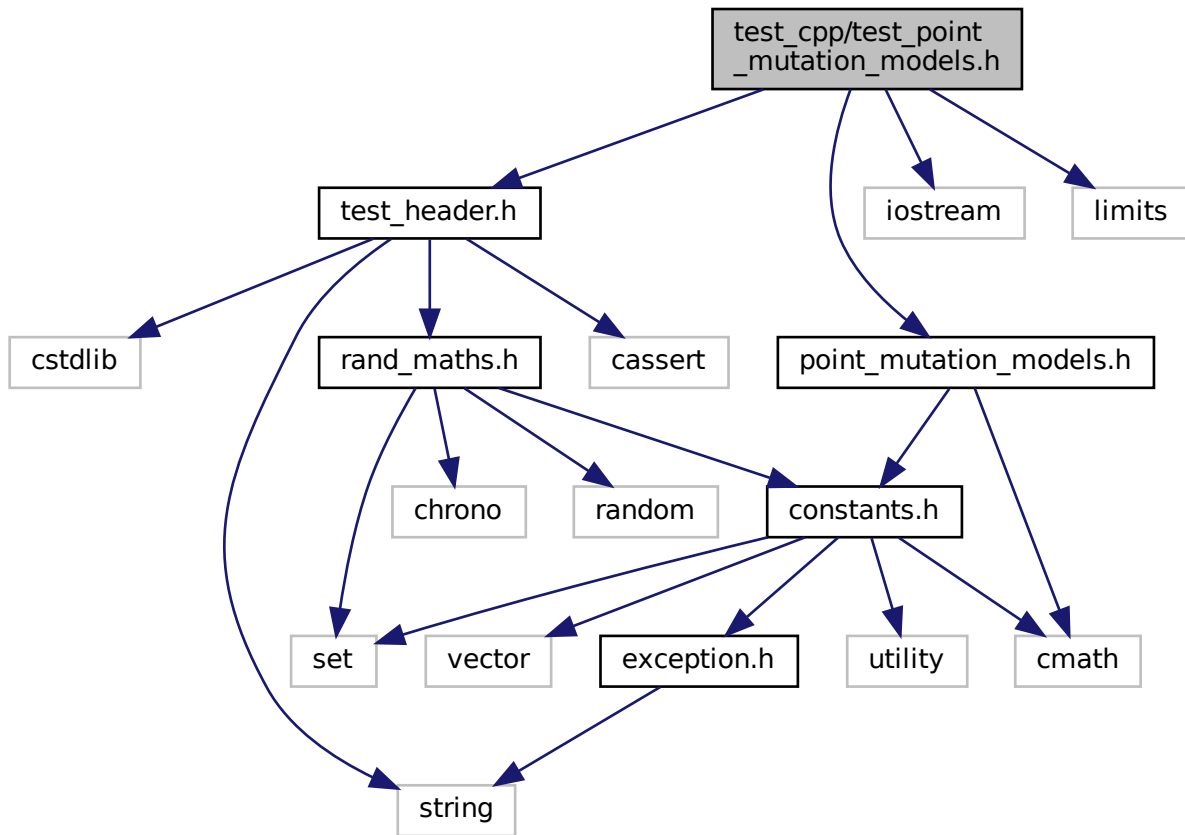 test_cpp/test_point
_mutation_models.h
test_header.h
iostream
limits
cstdlib
rand_maths.h
cassert
point_mutation_models.h
chrono
random
constants.h
set
vector
exception.h
utility
cmath
string